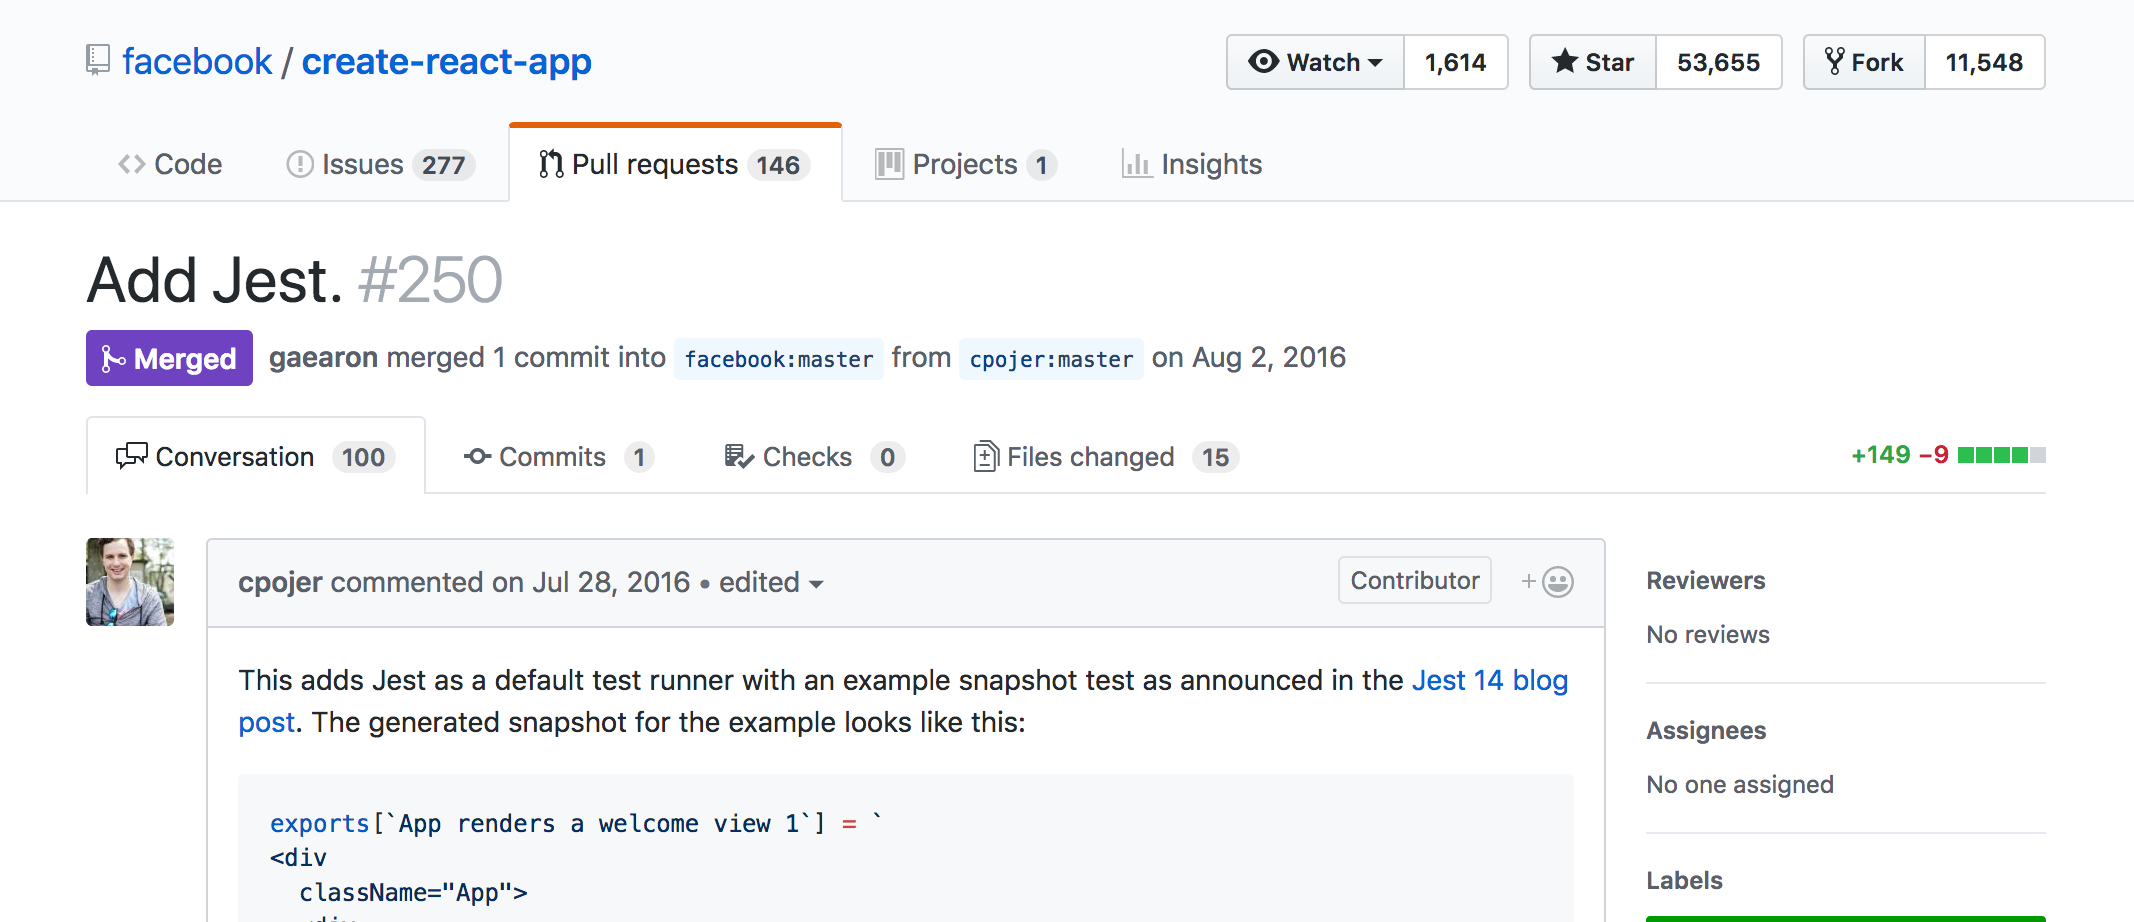 facebook / create-react-app
Watch 1,614 Star 53,655 Fork 11,548
Code Issues 277 Pull requests 146 Projects 1 Insights
Add Jest. #250
Merged gaearon merged 1 commit into facebook:master from cpojer:master on Aug 2, 2016
Conversation 100 Commits 1 Checks 0 Files changed 15 +149 −9
cpojer commented on Jul 28, 2016 • edited Contributor +
This adds Jest as a default test runner with an example snapshot test as announced in the Jest 14 blog
post. The generated snapshot for the example looks like this:
exports[`App renders a welcome view 1`] = `
<div
  className="App">
Reviewers
No reviews
Assignees
No one assigned
Labels